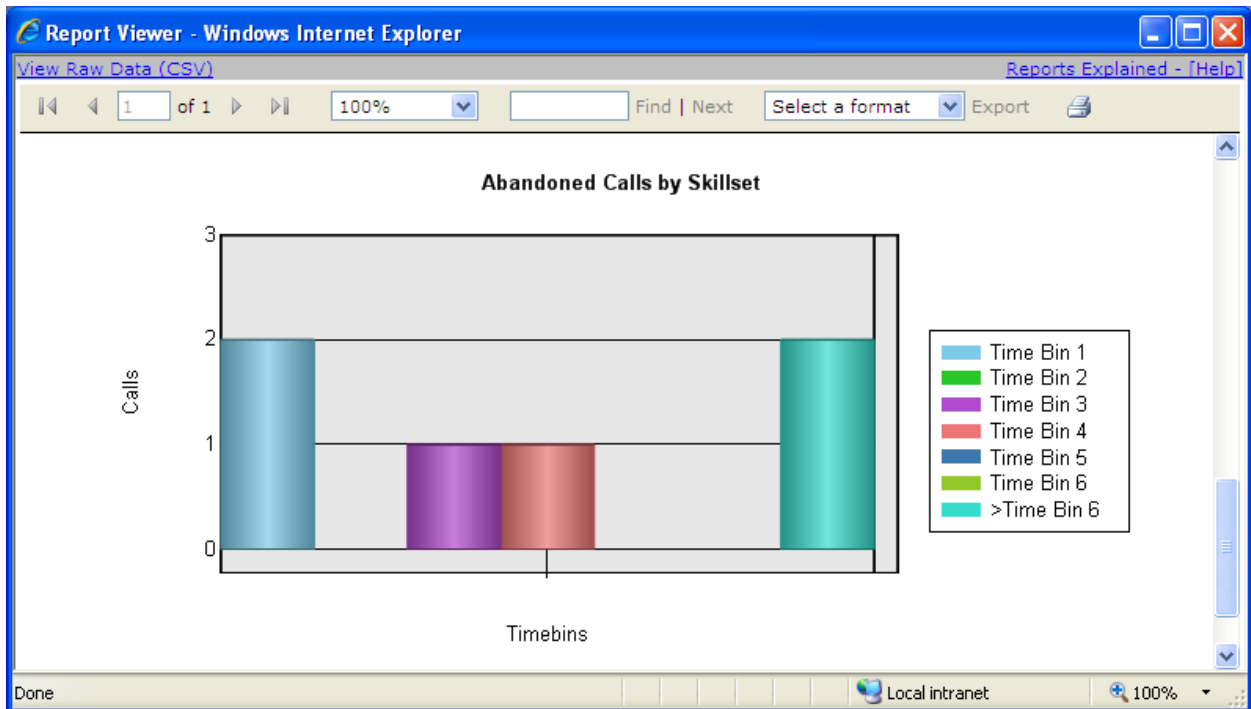 Report Viewer - Windows Internet Explorer
View Raw Data (CSV) Reports Explained - [Help]
1 of 1 100% Find | Next Select a format Export
Abandoned Calls by Skillset
3
2
1
0
Calls
Timebins
Time Bin 1
Time Bin 2
Time Bin 3
Time Bin 4
Time Bin 5
Time Bin 6
>Time Bin 6
Done Local intranet 100%